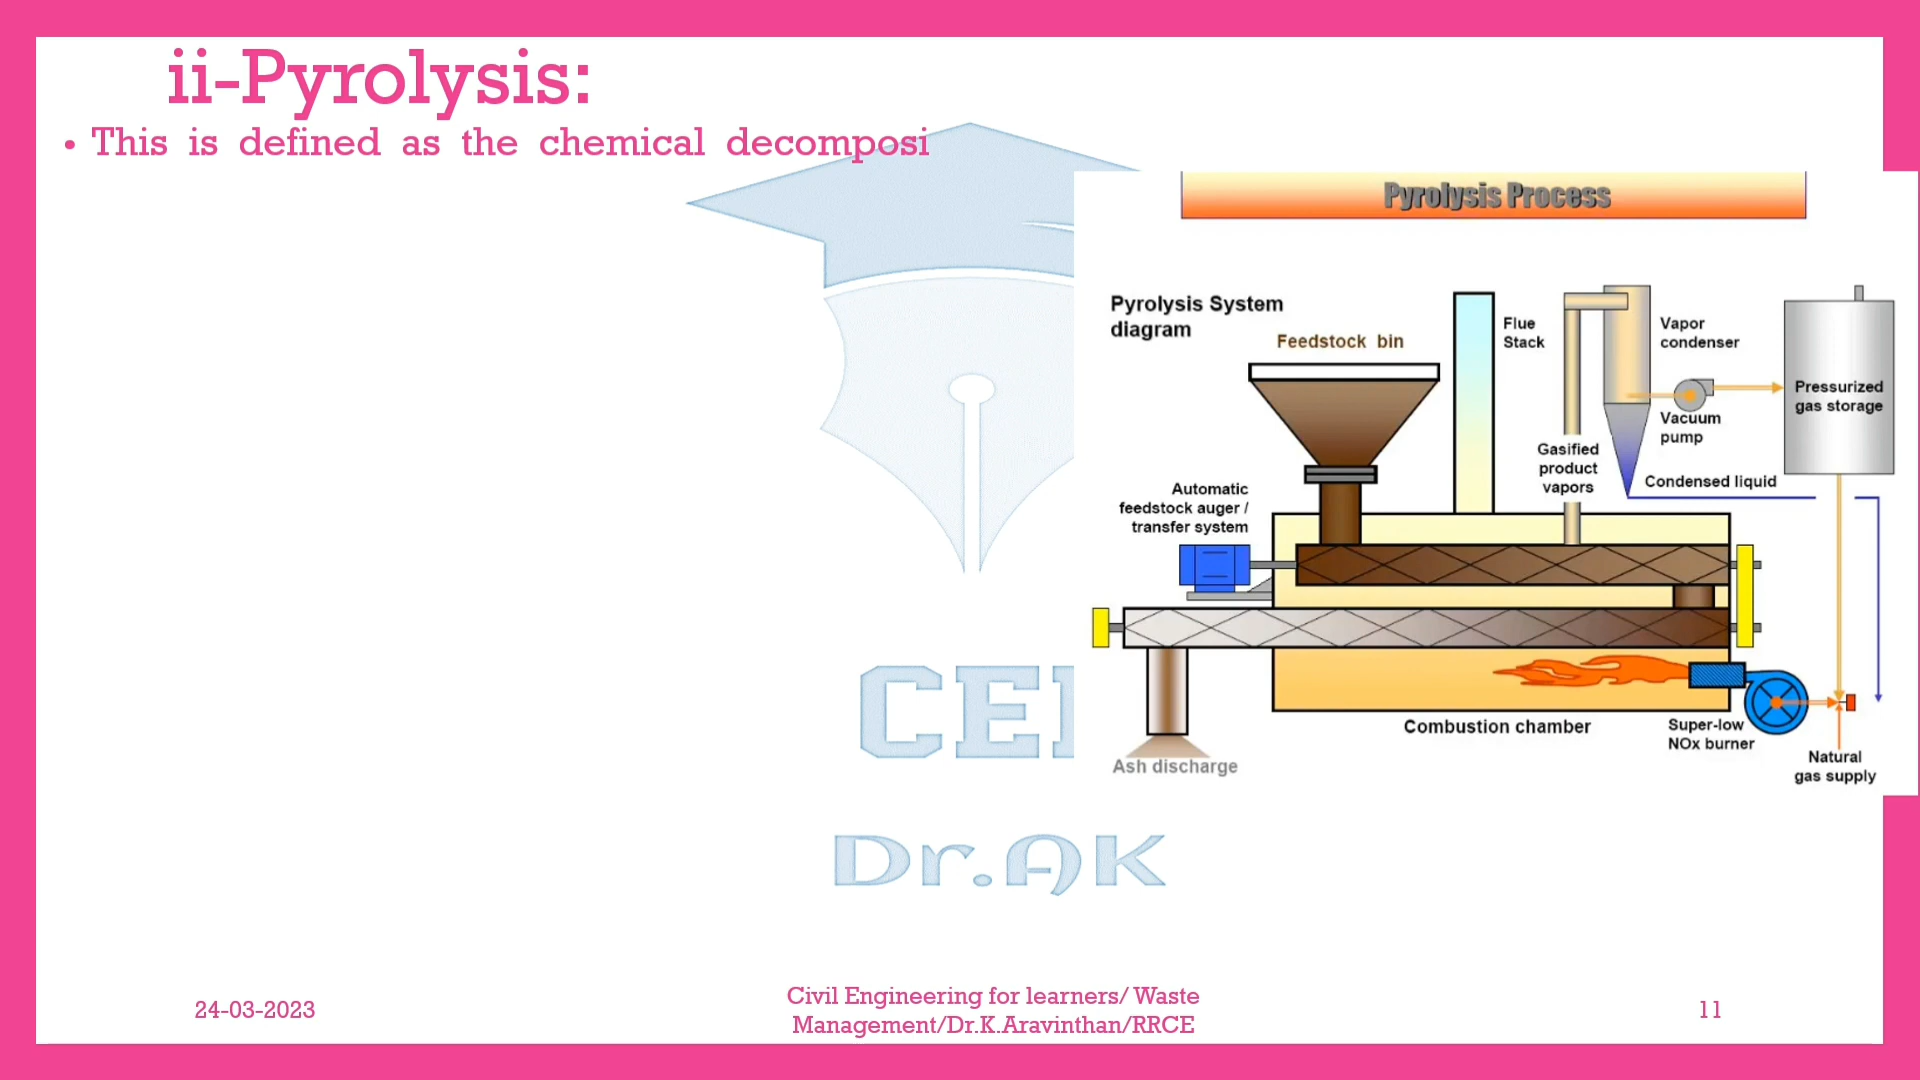 ii-Pyrolysis:
• This is defined as the chemical decomposi
Pyrolysis Process
Pyrolysis System
diagram
Feedstock bin
Flue
Stack
Vapor
condenser
Pressurized
gas storage
Vacuum
pump
Gasified
product
vapors
Condensed liquid
Automatic
feedstock auger /
transfer system
Combustion chamber
Super-low
NOx burner
Natural
gas supply
Ash discharge
CE
Dr.AK
24-03-2023
Civil Engineering for learners/ Waste
Management/Dr.K.Aravinthan/RRCE
11